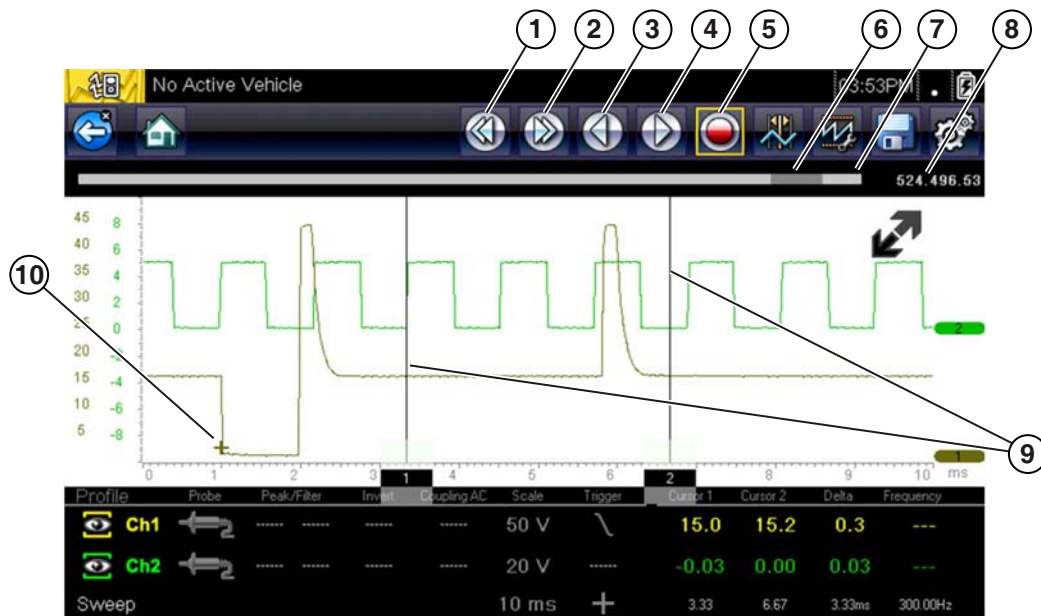 1 2 3 4 5 6 7 8
No Active Vehicle 03:53PM
524.496.53
45 8
40 6
35 4
30 2
25 0
20 -2
15 -4
10 -6
5 -8
10
2
1
9
0 2 3 4 5 6 8 9 10 ms
1 2
Profile Probe Peak/Filter Invert Coupling AC Scale Trigger Cursor 1 Cursor 2 Delta Frequency
Ch1 2 ------ ------ ------ ------ 50 V 15.0 15.2 0.3 ---
Ch2 2 ------ ------ ------ ------ 20 V ------ -0.03 0.00 0.03 ---
Sweep 10 ms 3.33 6.67 3.33ms 300.00Hz